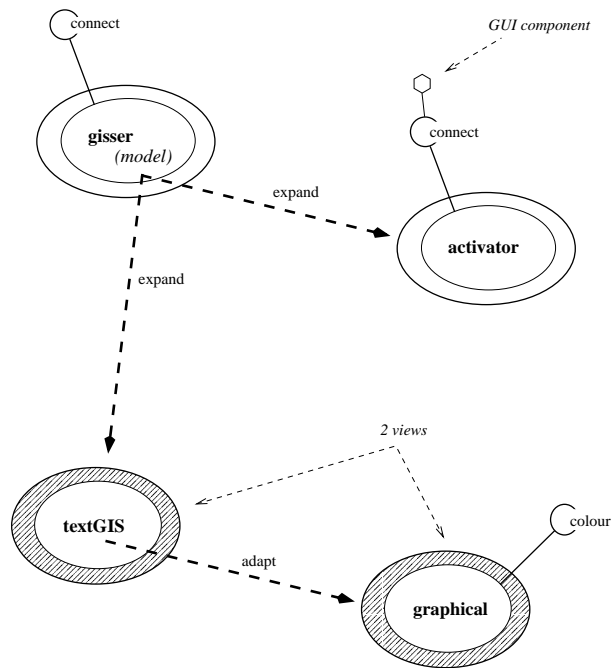 connect
GUI component
gisser
(model)
connect
expand
activator
expand
2 views
textGIS
colour
adapt
graphical